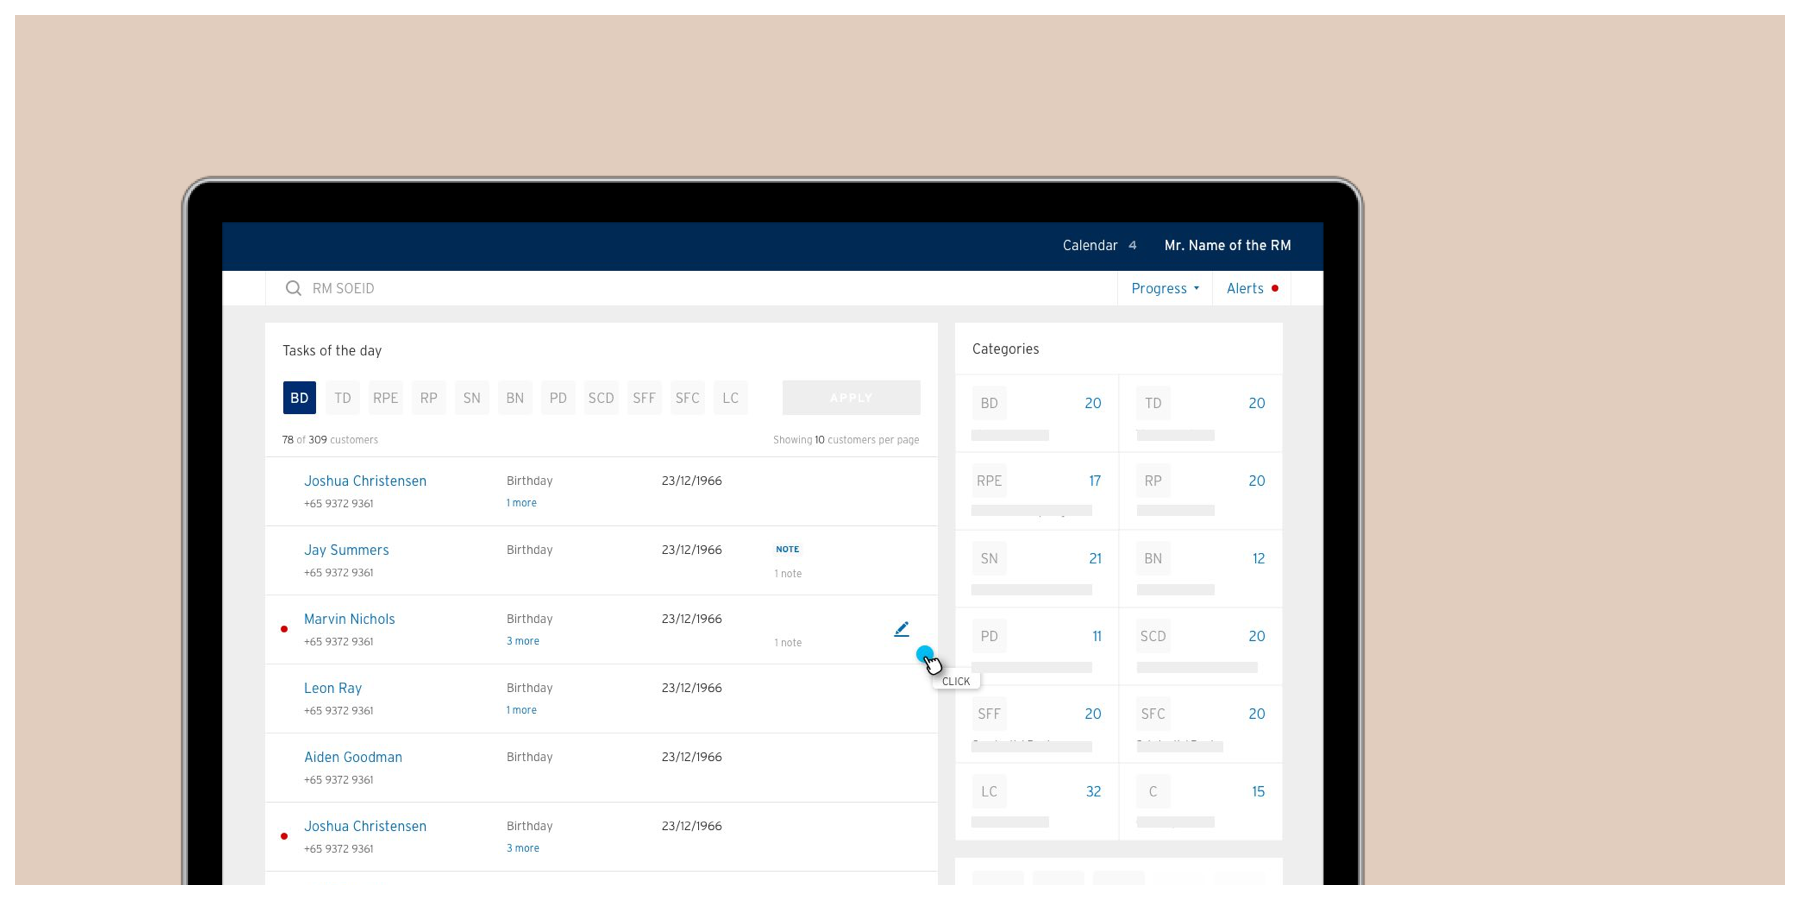 Calendar 4 Mr. Name of the RM
RM SOEID Progress Alerts
Tasks of the day
BD TD RPE RP SN BN PD SCD SFF SFC LC APPLY
78 of 309 customers Showing 10 customers per page
Joshua Christensen Birthday 23/12/1966
+65 9372 9361 1 more
Jay Summers Birthday 23/12/1966 NOTE
+65 9372 9361 1 note
Marvin Nichols Birthday 23/12/1966
+65 9372 9361 3 more 1 note
CLICK
Leon Ray Birthday 23/12/1966
+65 9372 9361 1 more
Aiden Goodman Birthday 23/12/1966
+65 9372 9361
Joshua Christensen Birthday 23/12/1966
+65 9372 9361 3 more
Categories
BD 20 TD 20
RPE 17 RP 20
SN 21 BN 12
PD 11 SCD 20
SFF 20 SFC 20
LC 32 C 15